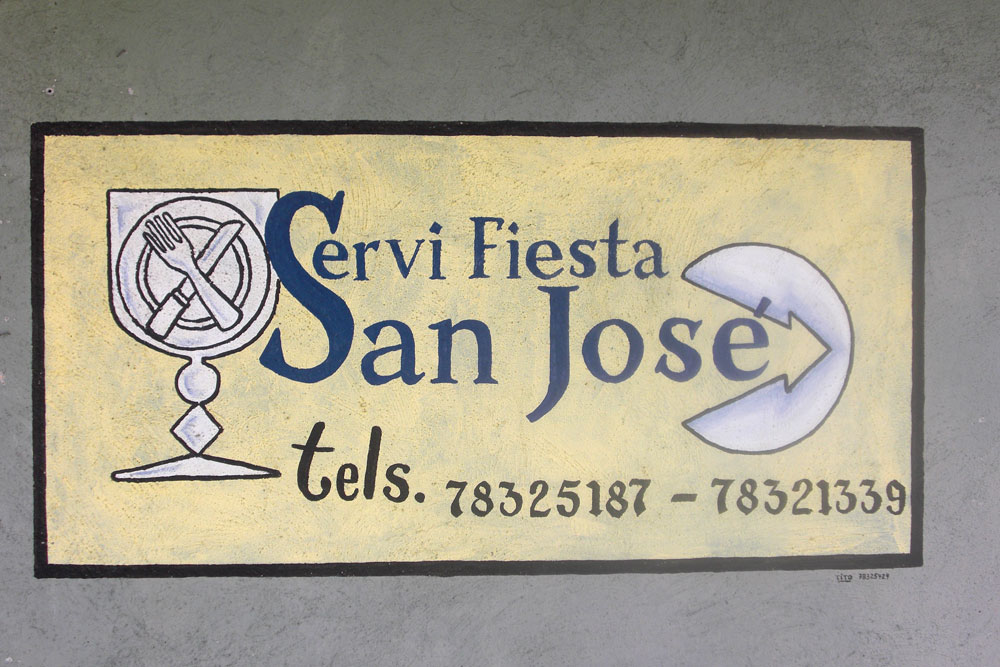 Servi Fiesta
San José
tels. 78325187 - 78321339